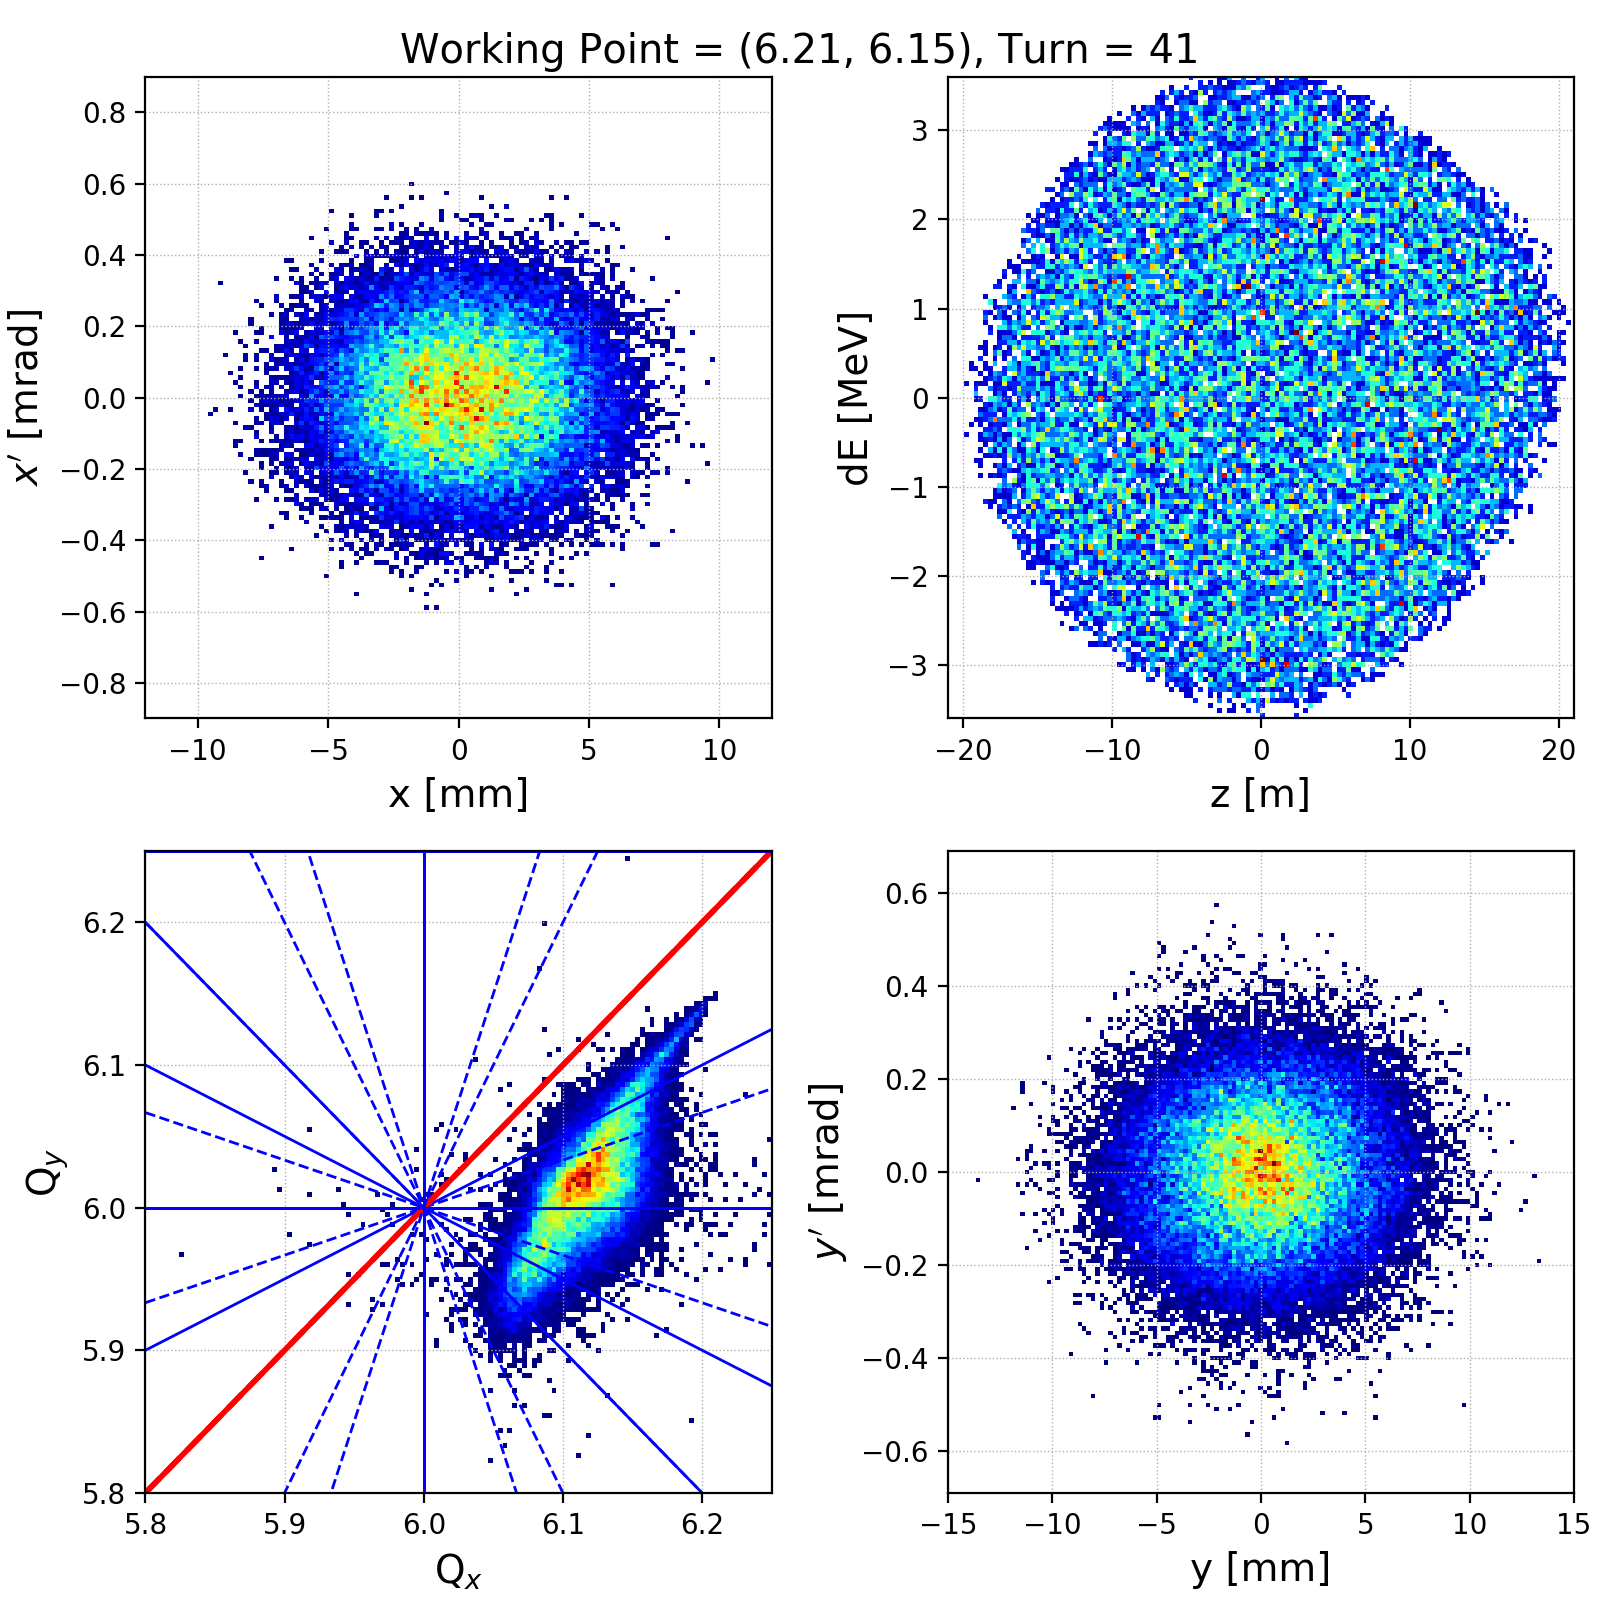 Working Point = (6.21, 6.15), Turn = 41
0.8
0.6
0.4
0.2
0.0
−0.2
−0.4
−0.6
−0.8
x′ [mrad]
−10 −5 0 5 10
x [mm]
3
2
1
0
−1
−2
−3
dE [MeV]
−20 −10 0 10 20
z [m]
6.2
6.1
6.0
5.9
5.8
Qy
5.8 5.9 6.0 6.1 6.2
Qx
0.6
0.4
0.2
0.0
−0.2
−0.4
−0.6
y′ [mrad]
−15 −10 −5 0 5 10 15
y [mm]